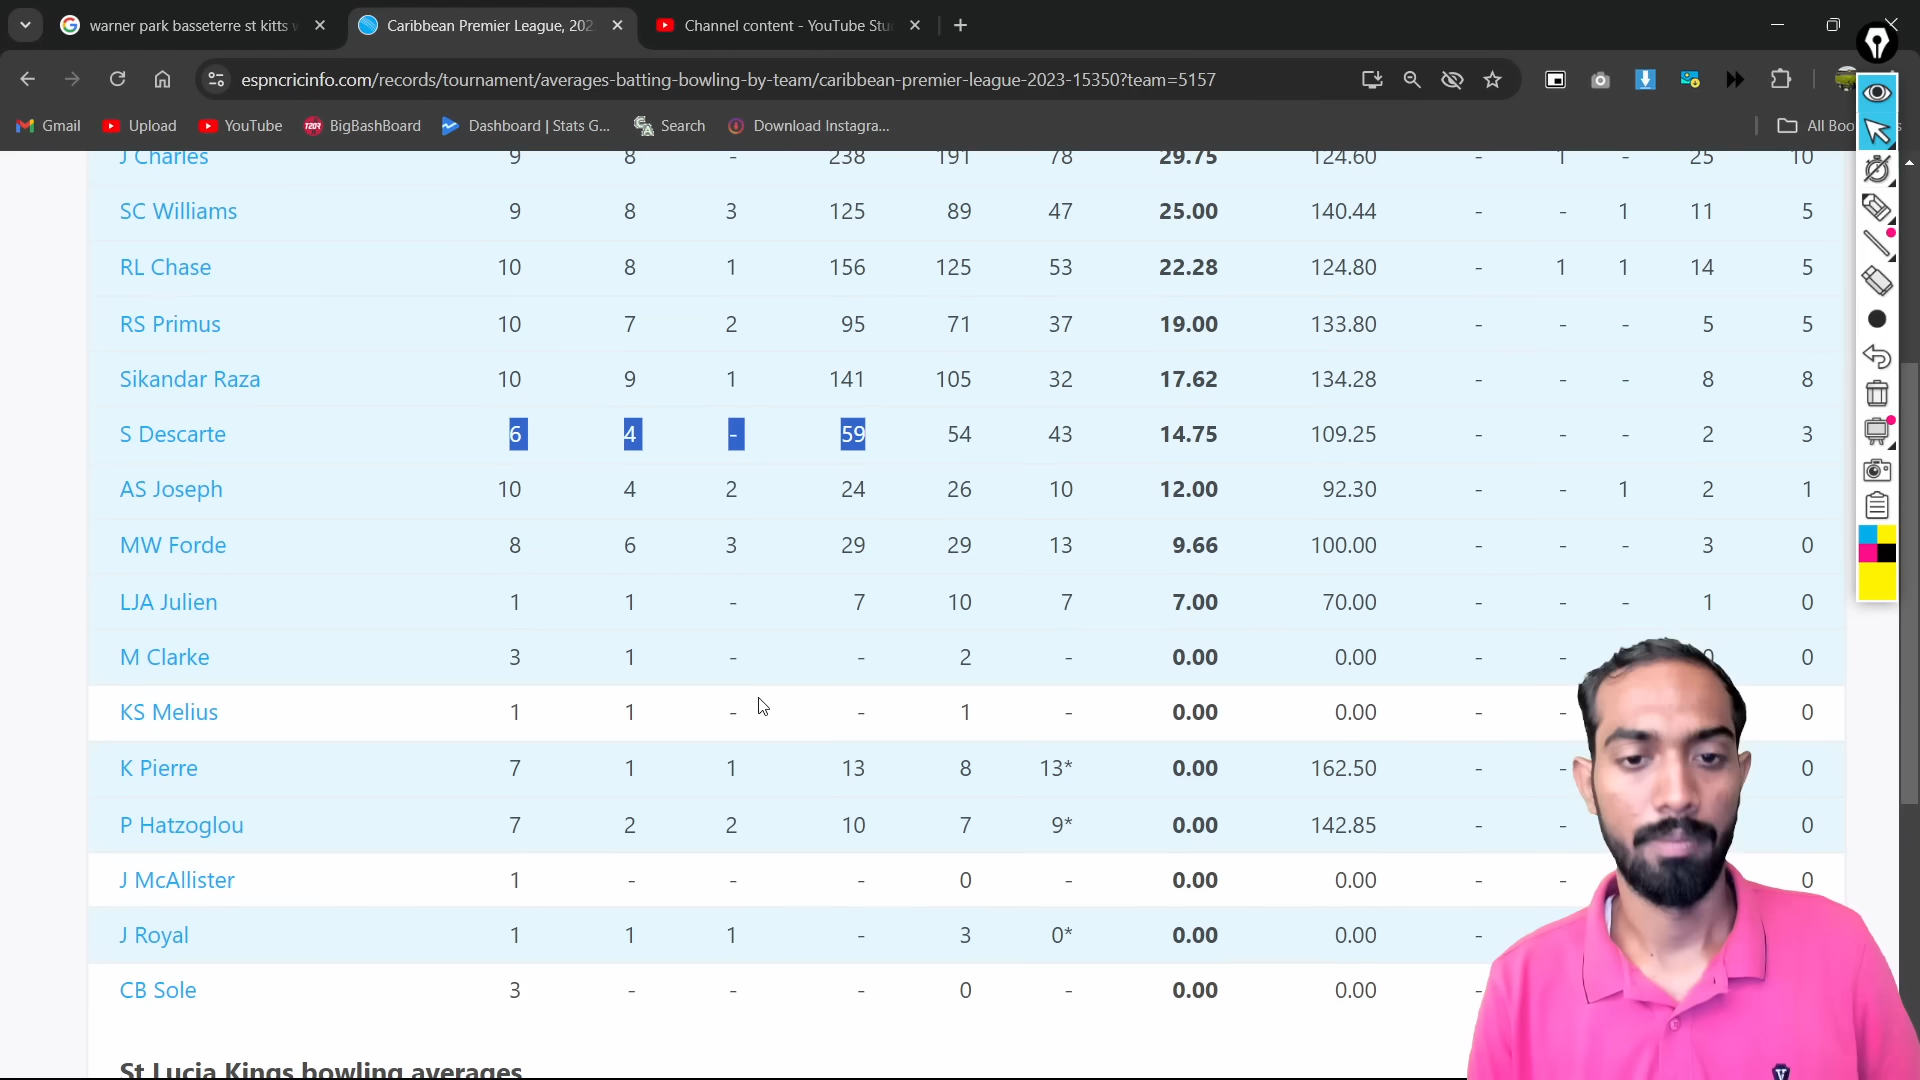 warner park basseterre st kitts
Caribbean Premier League, 202
Channel content - YouTube Stu
espncricinfo.com/records/tournament/averages-batting-bowling-by-team/caribbean-premier-league-2023-15350?team=5157
Gmail Upload YouTube BigBashBoard Dashboard | Stats G... Search Download Instagra... All Boo
J Charles 9 8 - 238 191 78 29.75 124.60 - 1 - 25 10
SC Williams 9 8 3 125 89 47 25.00 140.44 - - 1 11 5
RL Chase 10 8 1 156 125 53 22.28 124.80 - 1 1 14 5
RS Primus 10 7 2 95 71 37 19.00 133.80 - - - 5 5
Sikandar Raza 10 9 1 141 105 32 17.62 134.28 - - - 8 8
S Descarte 6 4 - 59 54 43 14.75 109.25 - - - 2 3
AS Joseph 10 4 2 24 26 10 12.00 92.30 - - 1 2 1
MW Forde 8 6 3 29 29 13 9.66 100.00 - - - 3 0
LJA Julien 1 1 - 7 10 7 7.00 70.00 - - - 1 0
M Clarke 3 1 - - 2 - 0.00 0.00 - - 0 0
KS Melius 1 1 - - 1 - 0.00 0.00 - - 0
K Pierre 7 1 1 13 8 13* 0.00 162.50 - - 0
P Hatzoglou 7 2 2 10 7 9* 0.00 142.85 - - 0
J McAllister 1 - - - 0 - 0.00 0.00 - - 0
J Royal 1 1 1 - 3 0* 0.00 0.00 -
CB Sole 3 - - - 0 - 0.00 0.00 -
St Lucia Kings bowling averages